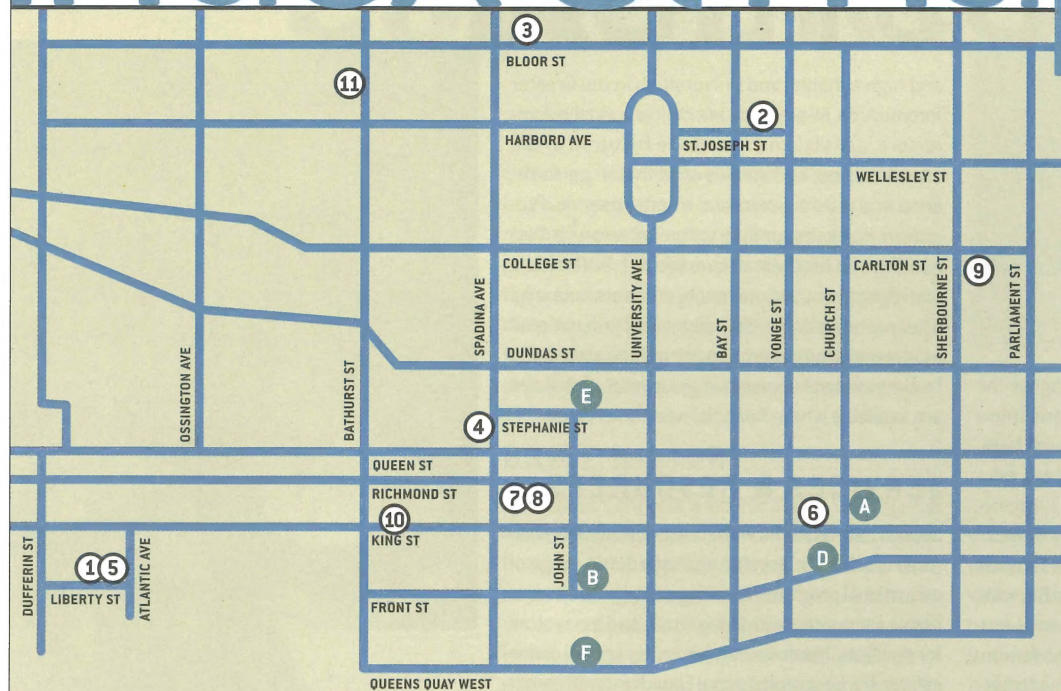 3
BLOOR ST
11
2
HARBORD AVE
ST.JOSEPH ST
WELLESLEY ST
COLLEGE ST
CARLTON ST
9
OSSINGTON AVE
BATHURST ST
SPADINA AVE
UNIVERSITY AVE
BAY ST
YONGE ST
CHURCH ST
SHERBOURNE ST
PARLIAMENT ST
DUNDAS ST
E
4
STEPHANIE ST
QUEEN ST
RICHMOND ST
7 8
10
6
A
KING ST
DUFFERIN ST
1 5
ATLANTIC AVE
JOHN ST
D
B
LIBERTY ST
FRONT ST
F
QUEENS QUAY WEST